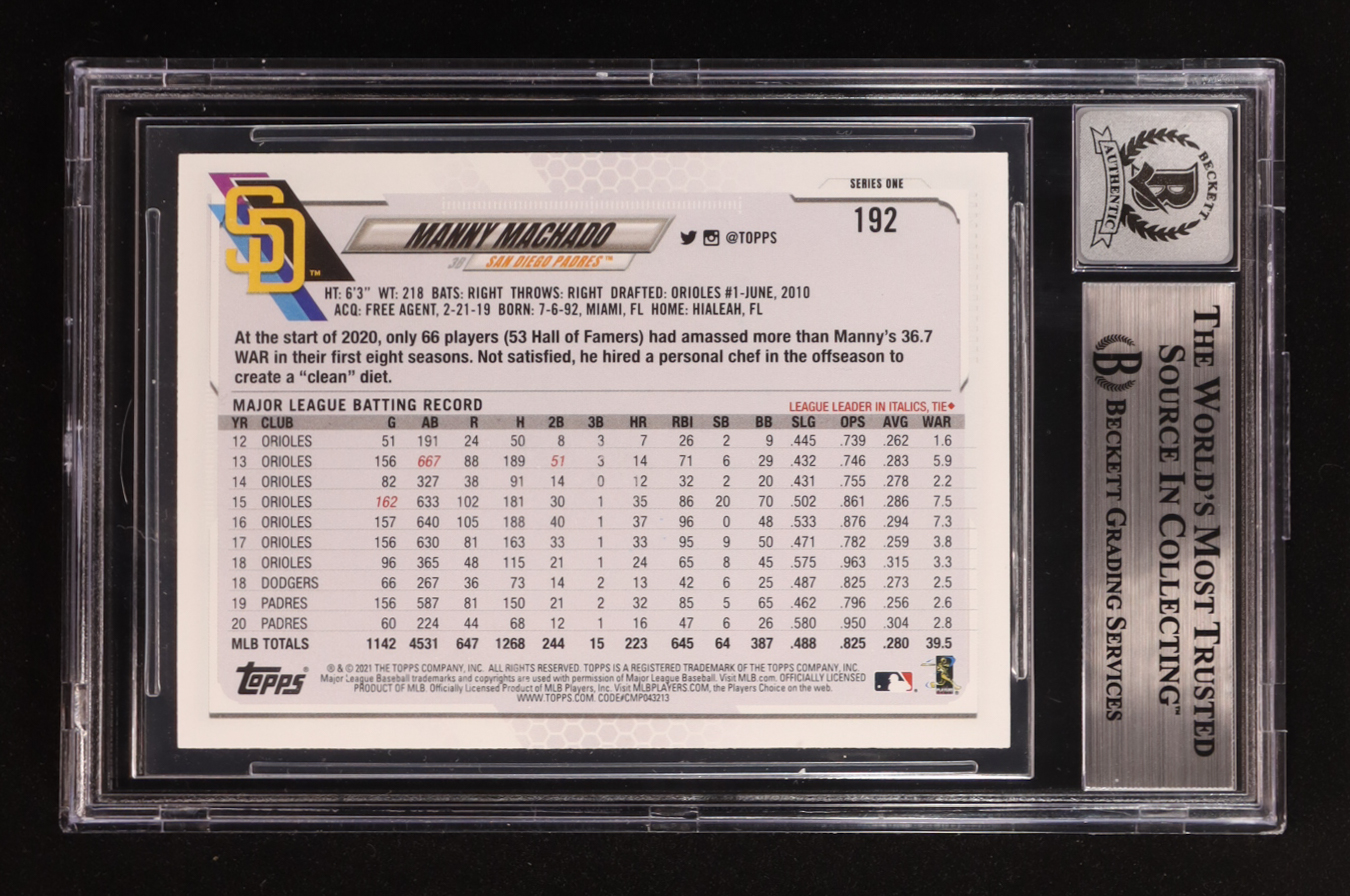 SERIES ONE
192
SD ™
MANNY MACHADO
@TOPPS
3B SAN DIEGO PADRES™
HT: 6'3" WT: 218 BATS: RIGHT THROWS: RIGHT DRAFTED: ORIOLES #1-JUNE, 2010
ACQ: FREE AGENT, 2-21-19 BORN: 7-6-92, MIAMI, FL HOME: HIALEAH, FL
At the start of 2020, only 66 players (53 Hall of Famers) had amassed more than Manny's 36.7
WAR in their first eight seasons. Not satisfied, he hired a personal chef in the offseason to
create a “clean” diet.
MAJOR LEAGUE BATTING RECORD LEAGUE LEADER IN ITALICS, TIE♦
YR CLUB G AB R H 2B 3B HR RBI SB BB SLG OPS AVG WAR
12 ORIOLES 51 191 24 50 8 3 7 26 2 9 .445 .739 .262 1.6
13 ORIOLES 156 667 88 189 51 3 14 71 6 29 .432 .746 .283 5.9
14 ORIOLES 82 327 38 91 14 0 12 32 2 20 .431 .755 .278 2.2
15 ORIOLES 162 633 102 181 30 1 35 86 20 70 .502 .861 .286 7.5
16 ORIOLES 157 640 105 188 40 1 37 96 0 48 .533 .876 .294 7.3
17 ORIOLES 156 630 81 163 33 1 33 95 9 50 .471 .782 .259 3.8
18 ORIOLES 96 365 48 115 21 1 24 65 8 45 .575 .963 .315 3.3
18 DODGERS 66 267 36 73 14 2 13 42 6 25 .487 .825 .273 2.5
19 PADRES 156 587 81 150 21 2 32 85 5 65 .462 .796 .256 2.6
20 PADRES 60 224 44 68 12 1 16 47 6 26 .580 .950 .304 2.8
MLB TOTALS 1142 4531 647 1268 244 15 223 645 64 387 .488 .825 .280 39.5
TOPPS®
® & © 2021 THE TOPPS COMPANY, INC. ALL RIGHTS RESERVED. TOPPS IS A REGISTERED TRADEMARK OF THE TOPPS COMPANY, INC.
Major League Baseball trademarks and copyrights are used with permission of Major League Baseball. Visit MLB.com. OFFICIALLY LICENSED
PRODUCT OF MLB. Officially Licensed Product of MLB Players, Inc. Visit MLBPLAYERS.COM, the Players Choice on the web.
WWW.TOPPS.COM. CODE#CMP043213
BECKETT
B
AUTHENTIC
THE WORLD'S MOST TRUSTED
SOURCE IN COLLECTING™
B BECKETT GRADING SERVICES